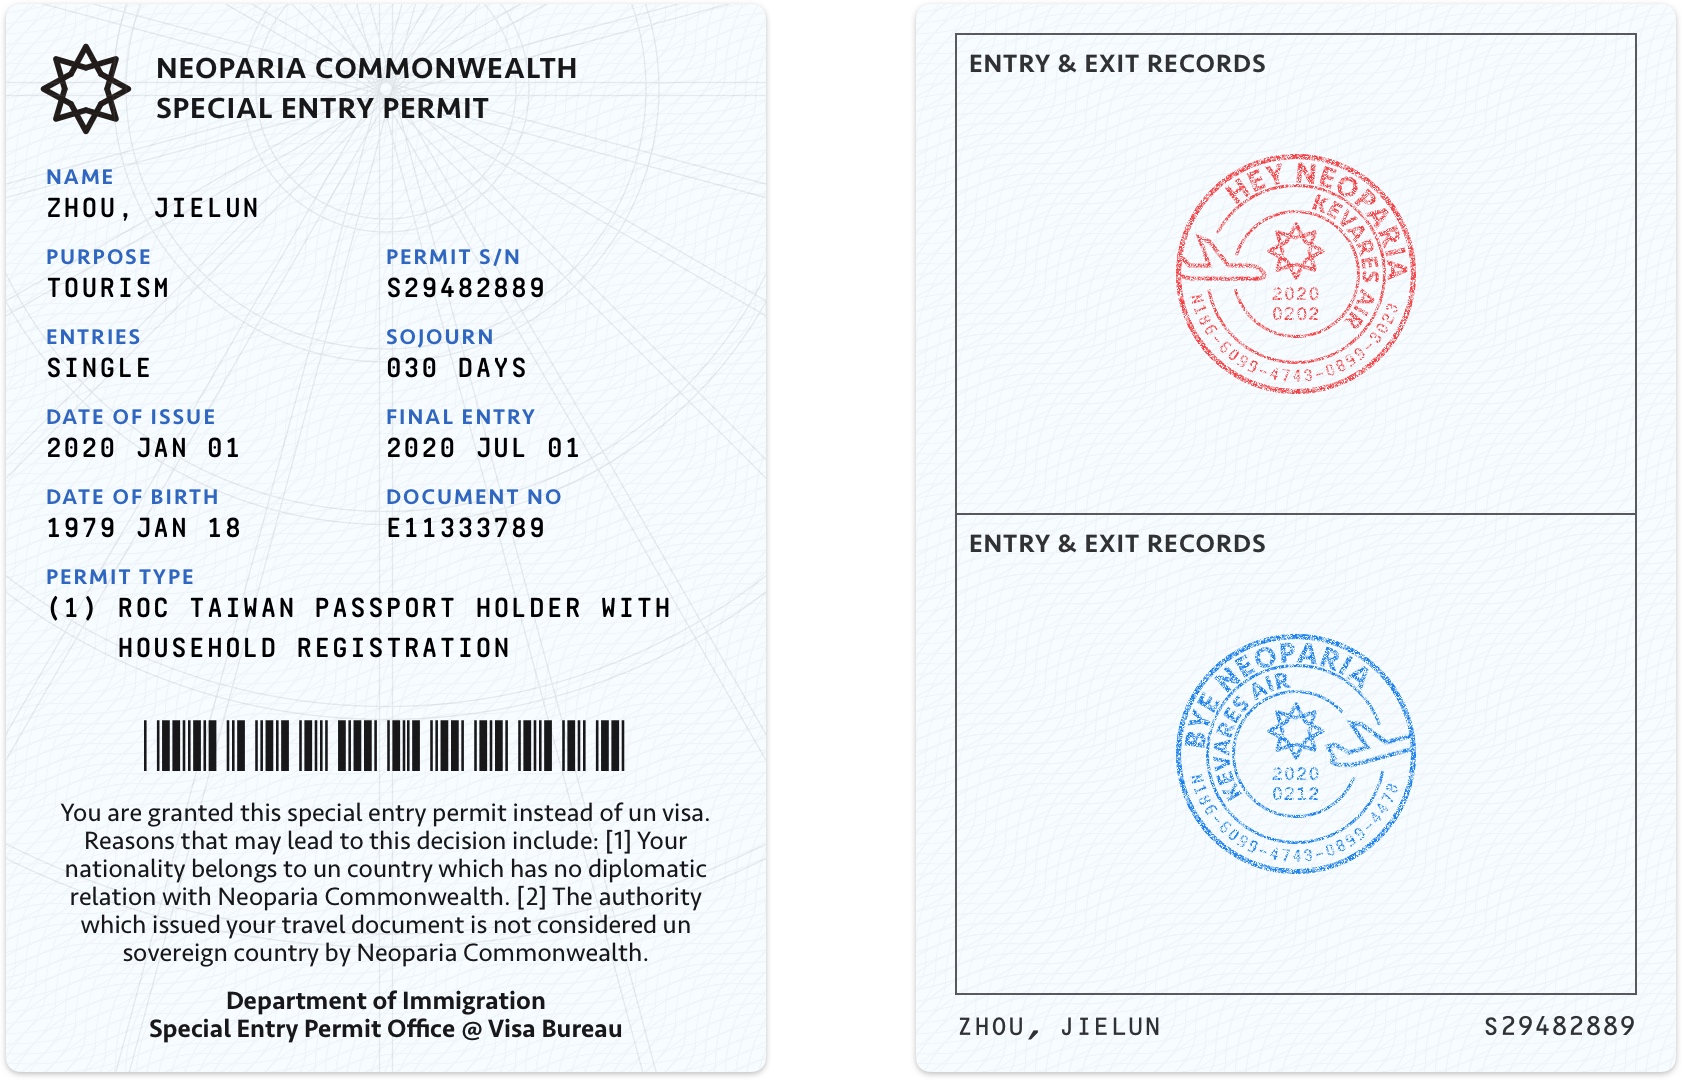 NEOPARIA COMMONWEALTH
SPECIAL ENTRY PERMIT
NAME
ZHOU, JIELUN
PURPOSE
TOURISM
PERMIT S/N
S29482889
ENTRIES
SINGLE
SOJOURN
030 DAYS
DATE OF ISSUE
2020 JAN 01
FINAL ENTRY
2020 JUL 01
DATE OF BIRTH
1979 JAN 18
DOCUMENT NO
E11333789
PERMIT TYPE
(1) ROC TAIWAN PASSPORT HOLDER WITH
HOUSEHOLD REGISTRATION
You are granted this special entry permit instead of un visa.
Reasons that may lead to this decision include: [1] Your
nationality belongs to un country which has no diplomatic
relation with Neoparia Commonwealth. [2] The authority
which issued your travel document is not considered un
sovereign country by Neoparia Commonwealth.
Department of Immigration
Special Entry Permit Office @ Visa Bureau
ENTRY & EXIT RECORDS
HEY NEOPARIA
KEVARES AIR
2020
0202
N186-6099-4743-0899-3023
ENTRY & EXIT RECORDS
BYE NEOPARIA
KEVARES AIR
2020
0212
N186-6099-4743-0899-4478
ZHOU, JIELUN
S29482889